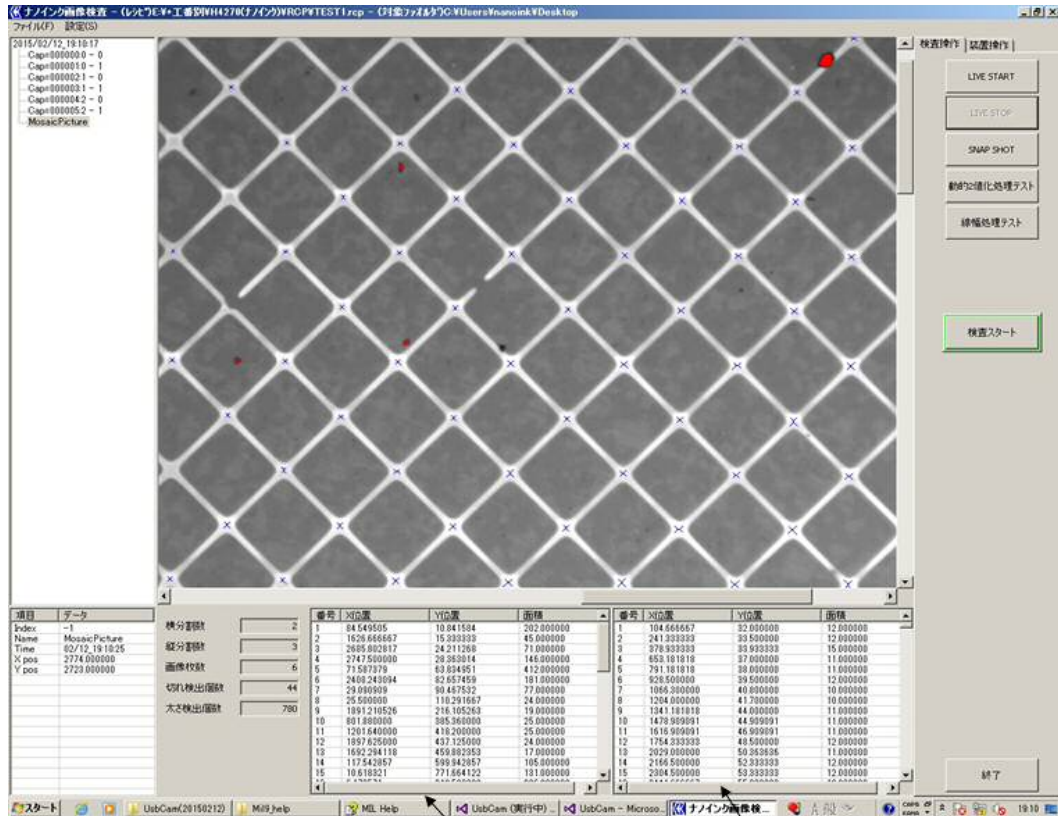 ナノインク画像検査 - (ﾚｼﾋﾟ)E:¥+工番別¥H4270(ナノインク)¥RCP¥TEST1.rcp - (対象ﾌｧｲﾙﾀﾞ)C:¥Users¥nanoink¥Desktop
ファイル(F) 設定(S)
2015/02/12_19:18:17
Cap=000000:0 - 0
Cap=000001:0 - 1
Cap=000002:1 - 0
Cap=000003:1 - 1
Cap=000004:2 - 0
Cap=000005:2 - 1
MosaicPicture
検査操作 装置操作
LIVE START
LIVE STOP
SNAP SHOT
動的2値化処理テスト
線幅処理テスト
検査スタート
終了
項目 データ
Index -1
Name MosaicPicture
Time 02/12_19:18:25
X pos 2774.000000
Y pos 2723.000000
横分割数 2
縦分割数 3
画像枚数 6
切れ検出個数 44
太さ検出個数 780
番号 X位置 Y位置 面積
1 84.549505 10.841584 202.000000
2 1626.666667 15.333333 45.000000
3 2685.802817 24.211268 71.000000
4 2747.500000 28.363014 146.000000
5 71.587379 63.834951 412.000000
6 2400.243094 82.657459 181.000000
7 29.090909 90.467532 77.000000
8 25.500000 110.291667 24.000000
9 1891.210526 216.105263 19.000000
10 801.880000 385.360000 25.000000
11 1201.640000 418.200000 25.000000
12 1897.625000 437.125000 24.000000
13 1692.294118 459.882353 17.000000
14 117.542857 599.942857 105.000000
15 10.618321 771.664122 131.000000
番号 X位置 Y位置 面積
1 104.666667 32.000000 12.000000
2 241.333333 33.500000 12.000000
3 378.933333 33.933333 15.000000
4 653.181818 37.000000 11.000000
5 791.181818 38.000000 11.000000
6 928.500000 39.500000 12.000000
7 1066.300000 40.800000 10.000000
8 1204.000000 41.700000 10.000000
9 1341.181818 44.000000 11.000000
10 1478.909091 44.909091 11.000000
11 1616.909091 46.909091 11.000000
12 1754.333333 48.500000 12.000000
13 2029.000000 50.363636 11.000000
14 2166.500000 52.333333 12.000000
15 2304.500000 53.333333 12.000000
スタート UsbCam(20150212) Mil9_help MIL Help UsbCam (実行中) ... UsbCam - Microso... ナノインク画像検... A 般 CAPS KANA 19:10